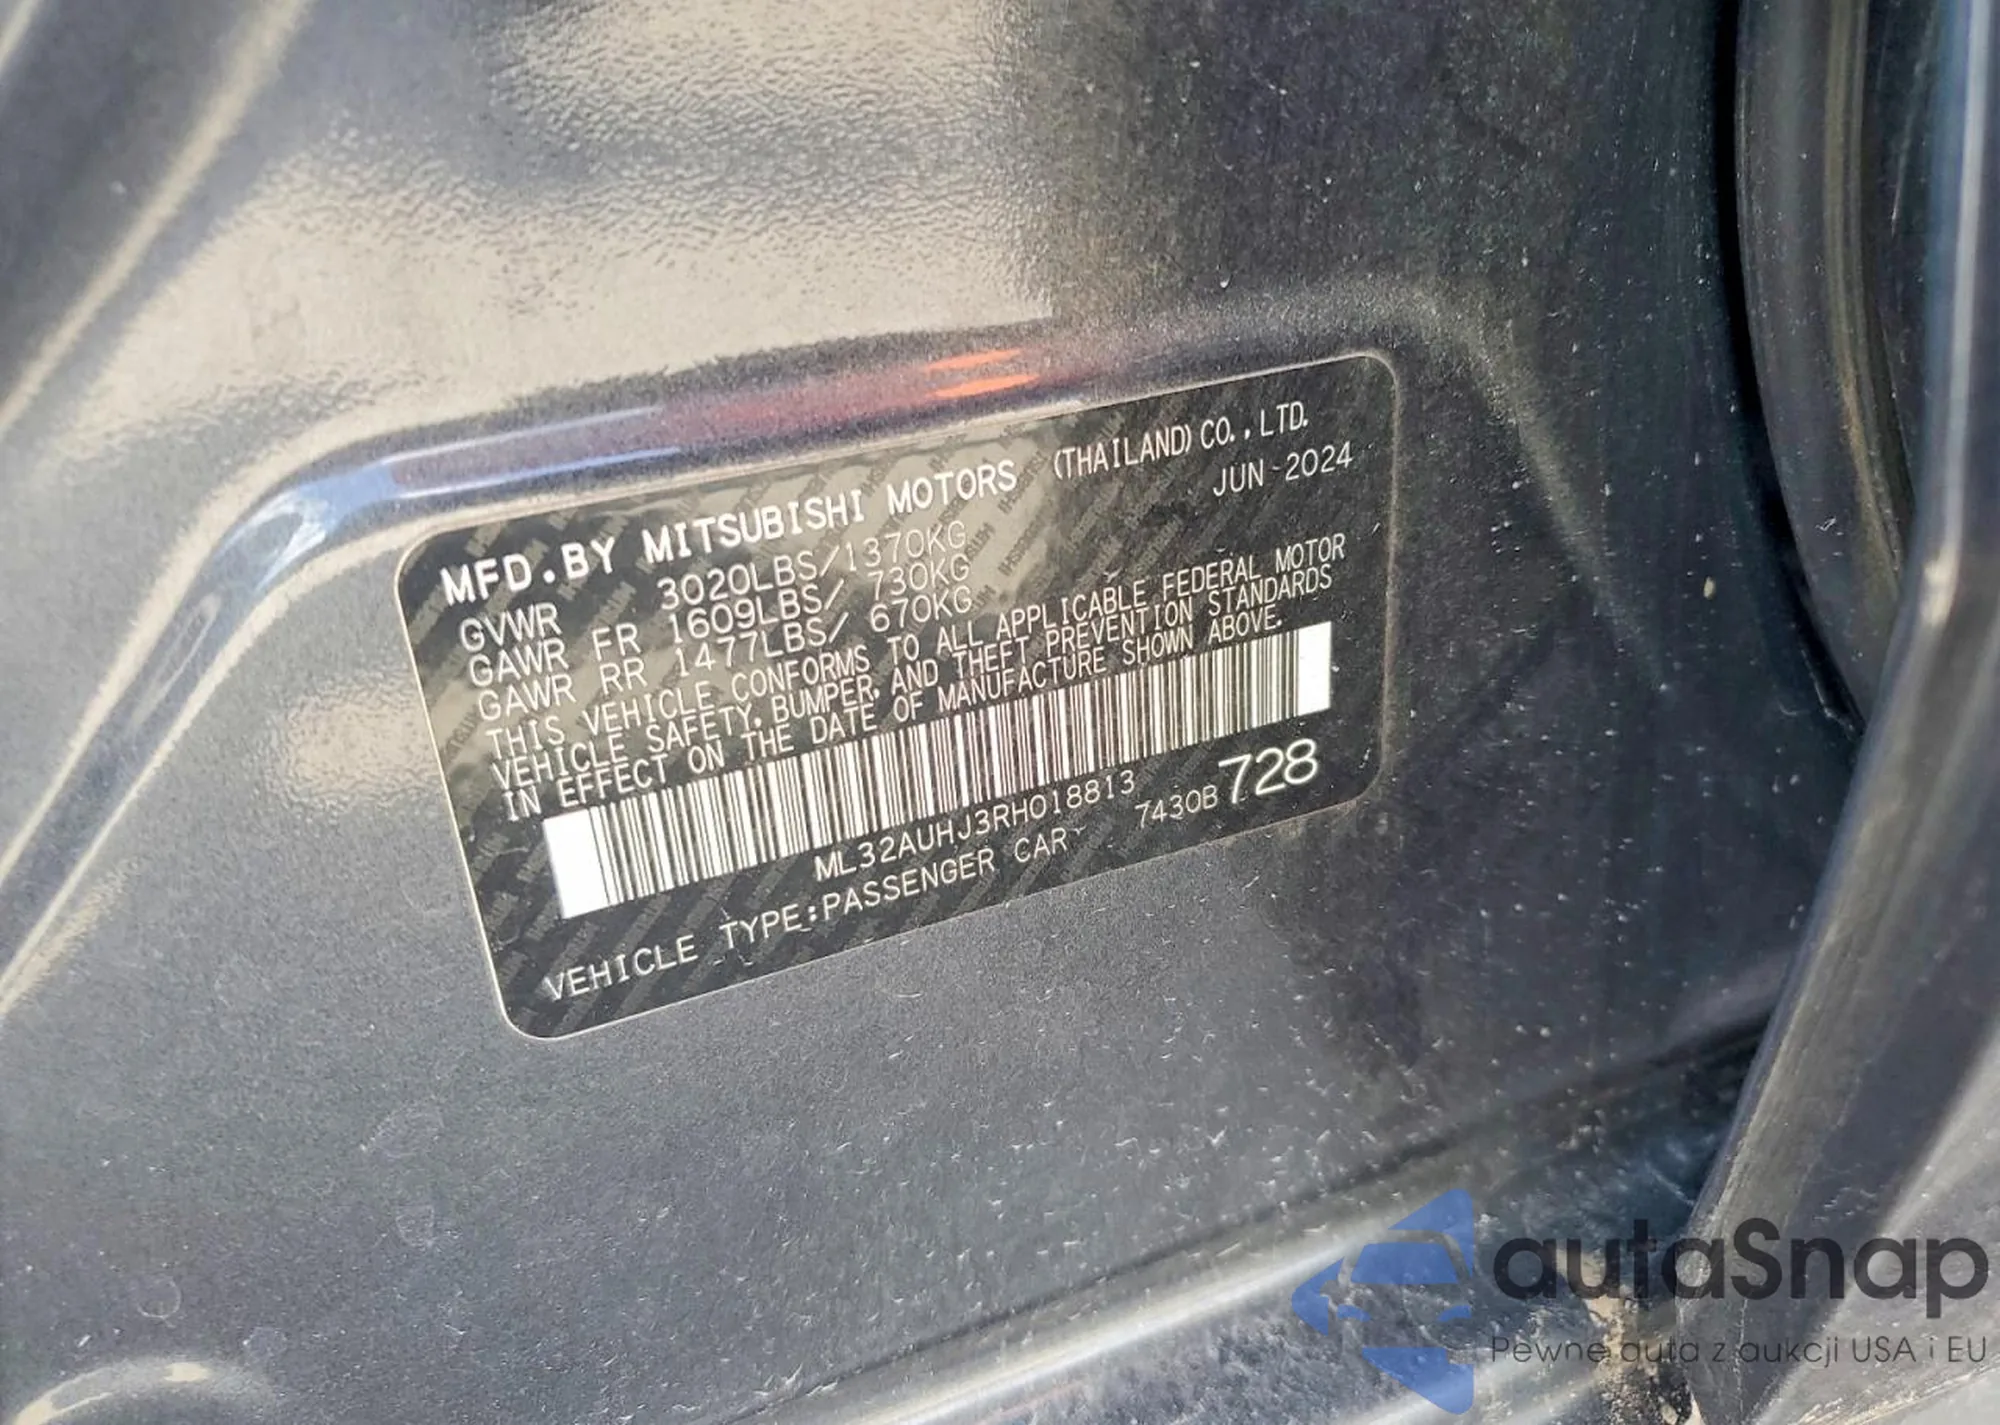 MFD.BY MITSUBISHI MOTORS (THAILAND) CO.,LTD.
JUN-2024
GVWR 3020LBS/1370KG
GAWR FR 1609LBS/ 730KG
GAWR RR 1477LBS/ 670KG
THIS VEHICLE CONFORMS TO ALL APPLICABLE FEDERAL MOTOR
VEHICLE SAFETY, BUMPER, AND THEFT PREVENTION STANDARDS
IN EFFECT ON THE DATE OF MANUFACTURE SHOWN ABOVE.
ML32AUHJ3RH018813
7430B 728
VEHICLE TYPE:PASSENGER CAR
autaSnap
Pewne auta z aukcji USA i EU